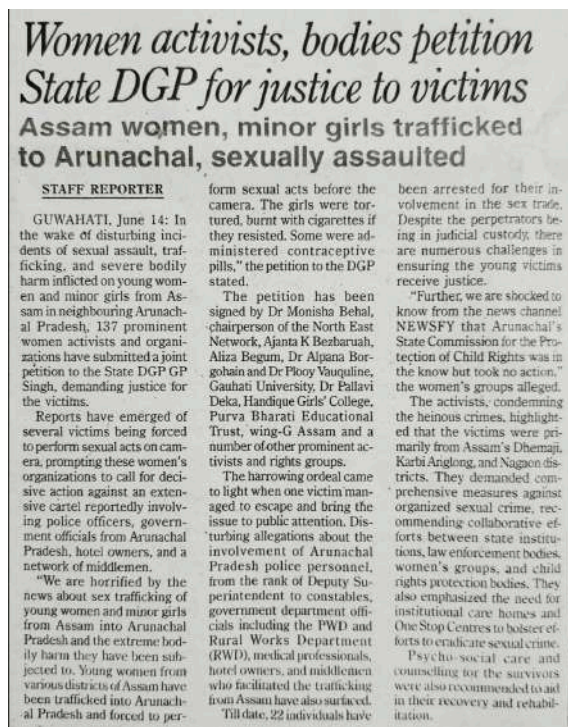 Women activists, bodies petition
State DGP for justice to victims
Assam women, minor girls trafficked
to Arunachal, sexually assaulted
STAFF REPORTER
GUWAHATI, June 14: In
the wake of disturbing inci-
dents of sexual assault, traf-
ficking, and severe bodily
harm inflicted on young wom-
en and minor girls from As-
sam in neighbouring Arunach-
al Pradesh, 137 prominent
women activists and organi-
zations have submitted a joint
petition to the State DGP GP
Singh, demanding justice for
the victims.
Reports have emerged of
several victims being forced
to perform sexual acts on cam-
era, prompting these women's
organizations to call for deci-
sive action against an exten-
sive cartel reportedly involv-
ing police officers, govern-
ment officials from Arunachal
Pradesh, hotel owners, and a
network of middlemen.
"We are horrified by the
news about sex trafficking of
young women and minor girls
from Assam into Arunachal
Pradesh and the extreme bod-
ily harm they have been sub-
jected to. Young women from
various districts of Assam have
been trafficked into Arunach-
al Pradesh and forced to per-
form sexual acts before the
camera. The girls were tor-
tured, burnt with cigarettes if
they resisted. Some were ad-
ministered contraceptive
pills," the petition to the DGP
stated.
The petition has been
signed by Dr Monisha Behal,
chairperson of the North East
Network, Ajanta K Bezbaruah,
Aliza Begum, Dr Alpana Bor-
gohain and Dr Plooy Vauquline,
Gauhati University, Dr Pallavi
Deka, Handique Girls' College,
Purva Bharati Educational
Trust, wing-G Assam and a
number of other prominent ac-
tivists and rights groups.
The harrowing ordeal came
to light when one victim man-
aged to escape and bring the
issue to public attention. Dis-
turbing allegations about the
involvement of Arunachal
Pradesh police personnel,
from the rank of Deputy Su-
perintendent to constables,
government department offi-
cials including the PWD and
Rural Works Department
(RWD), medical professionals,
hotel owners, and middlemen
who facilitated the trafficking
from Assam have also surfaced.
Till date, 22 individuals have
been arrested for their in-
volvement in the sex trade.
Despite the perpetrators be-
ing in judicial custody, there
are numerous challenges in
ensuring the young victims
receive justice.
"Further, we are shocked to
know from the news channel
NEWSFY that Arunachal's
State Commission for the Pro-
tection of Child Rights was in
the know but took no action,"
the women's groups alleged.
The activists, condemning
the heinous crimes, highlight-
ed that the victims were pri-
marily from Assam's Dhemaji,
Karbi Anglong, and Nagaon dis-
tricts. They demanded com-
prehensive measures against
organized sexual crime, rec-
ommending collaborative ef-
forts between state institu-
tions, law enforcement bodies,
women's groups, and child
rights protection bodies. They
also emphasized the need for
institutional care homes and
One Stop Centres to bolster ef-
forts to eradicate sexual crime.
Psycho-social care and
counselling for the survivors
were also recommended to aid
in their recovery and rehabil-
itation.